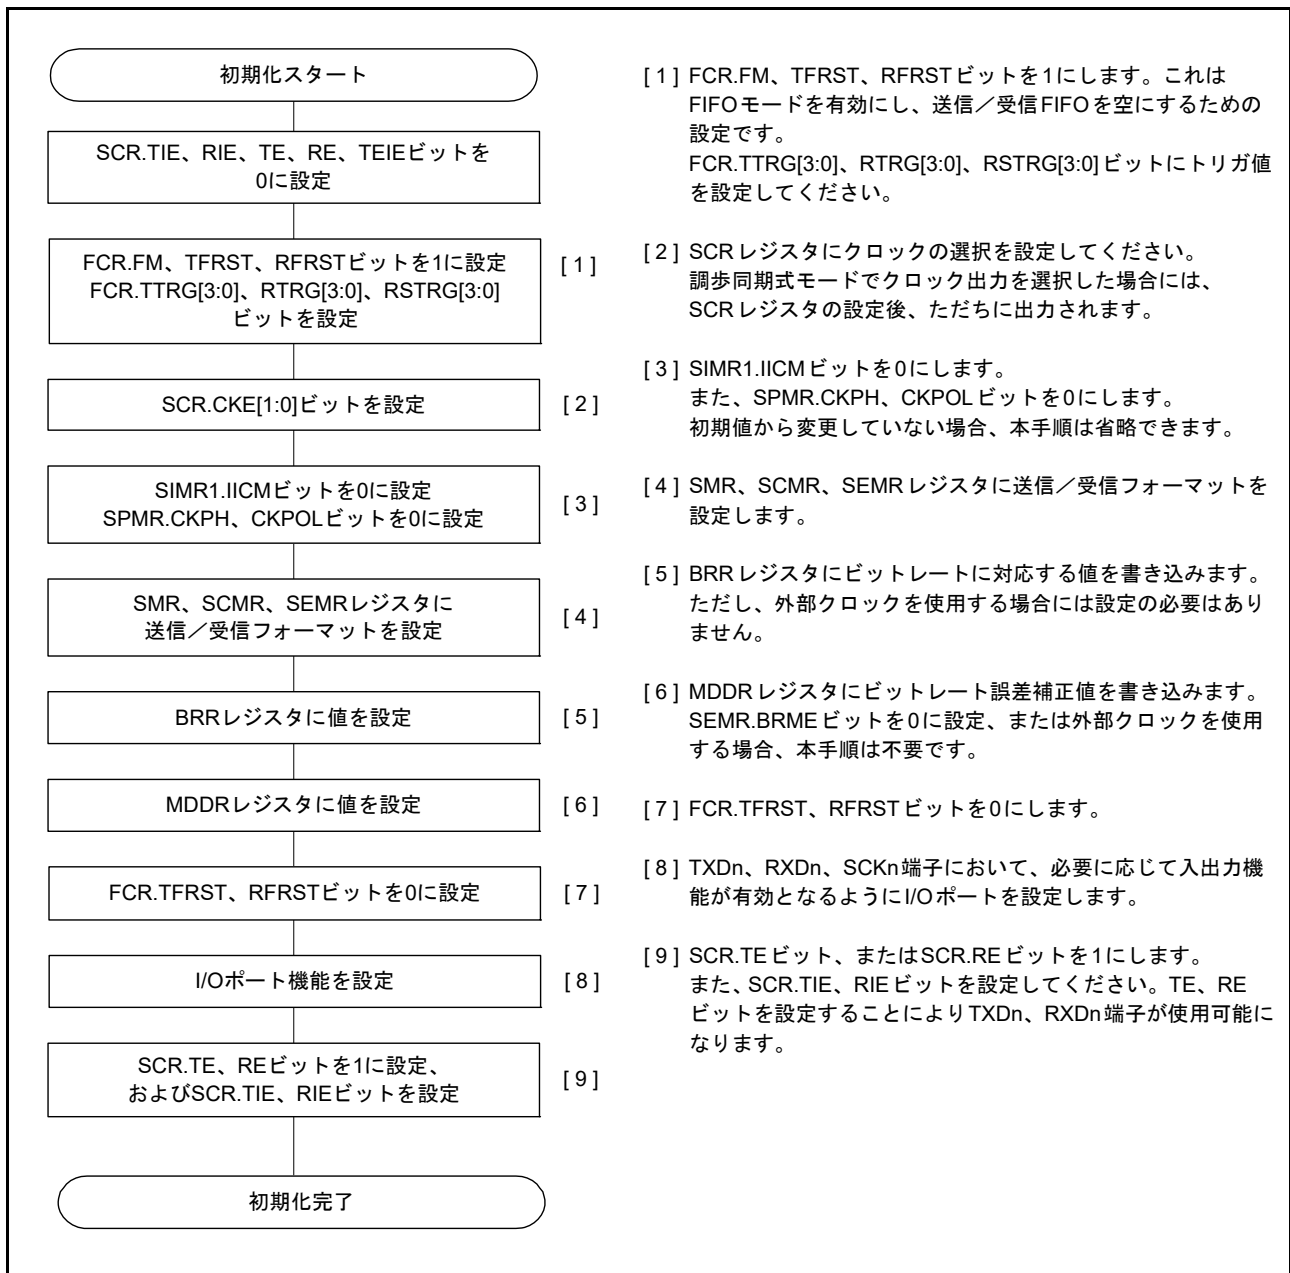 初期化スタート
SCR.TIE、RIE、TE、RE、TEIEビットを
0に設定
FCR.FM、TFRST、RFRSTビットを1に設定
FCR.TTRG[3:0]、RTRG[3:0]、RSTRG[3:0]
ビットを設定
[ 1 ]
SCR.CKE[1:0]ビットを設定
[ 2 ]
SIMR1.IICMビットを0に設定
SPMR.CKPH、CKPOLビットを0に設定
[ 3 ]
SMR、SCMR、SEMRレジスタに
送信／受信フォーマットを設定
[ 4 ]
BRRレジスタに値を設定
[ 5 ]
MDDRレジスタに値を設定
[ 6 ]
FCR.TFRST、RFRSTビットを0に設定
[ 7 ]
I/Oポート機能を設定
[ 8 ]
SCR.TE、REビットを1に設定、
およびSCR.TIE、RIEビットを設定
[ 9 ]
初期化完了
[ 1 ] FCR.FM、TFRST、RFRSTビットを1にします。これは
FIFOモードを有効にし、送信／受信FIFOを空にするための
設定です。
FCR.TTRG[3:0]、RTRG[3:0]、RSTRG[3:0]ビットにトリガ値
を設定してください。
[ 2 ] SCRレジスタにクロックの選択を設定してください。
調歩同期式モードでクロック出力を選択した場合には、
SCRレジスタの設定後、ただちに出力されます。
[ 3 ] SIMR1.IICMビットを0にします。
また、SPMR.CKPH、CKPOLビットを0にします。
初期値から変更していない場合、本手順は省略できます。
[ 4 ] SMR、SCMR、SEMRレジスタに送信／受信フォーマットを
設定します。
[ 5 ] BRRレジスタにビットレートに対応する値を書き込みます。
ただし、外部クロックを使用する場合には設定の必要はあり
ません。
[ 6 ] MDDRレジスタにビットレート誤差補正値を書き込みます。
SEMR.BRMEビットを0に設定、または外部クロックを使用
する場合、本手順は不要です。
[ 7 ] FCR.TFRST、RFRSTビットを0にします。
[ 8 ] TXDn、RXDn、SCKn端子において、必要に応じて入出力機
能が有効となるようにI/Oポートを設定します。
[ 9 ] SCR.TEビット、またはSCR.REビットを1にします。
また、SCR.TIE、RIEビットを設定してください。TE、RE
ビットを設定することによりTXDn、RXDn端子が使用可能に
なります。